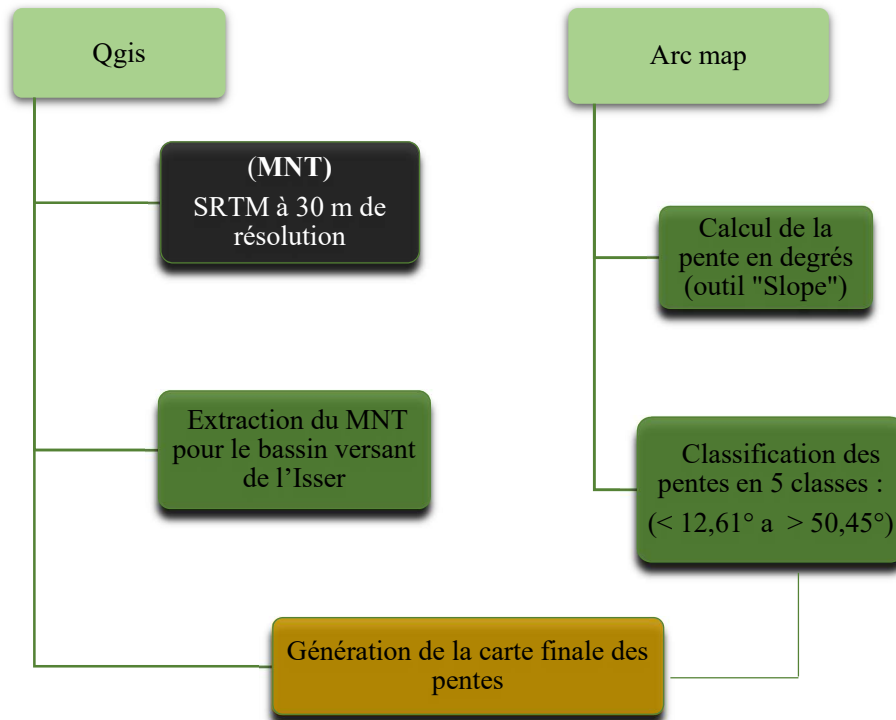 Qgis
Arc map
(MNT)
SRTM à 30 m de
résolution
Calcul de la
pente en degrés
(outil "Slope")
Extraction du MNT
pour le bassin versant
de l’Isser
Classification des
pentes en 5 classes :
(< 12,61° a > 50,45°)
Génération de la carte finale des
pentes